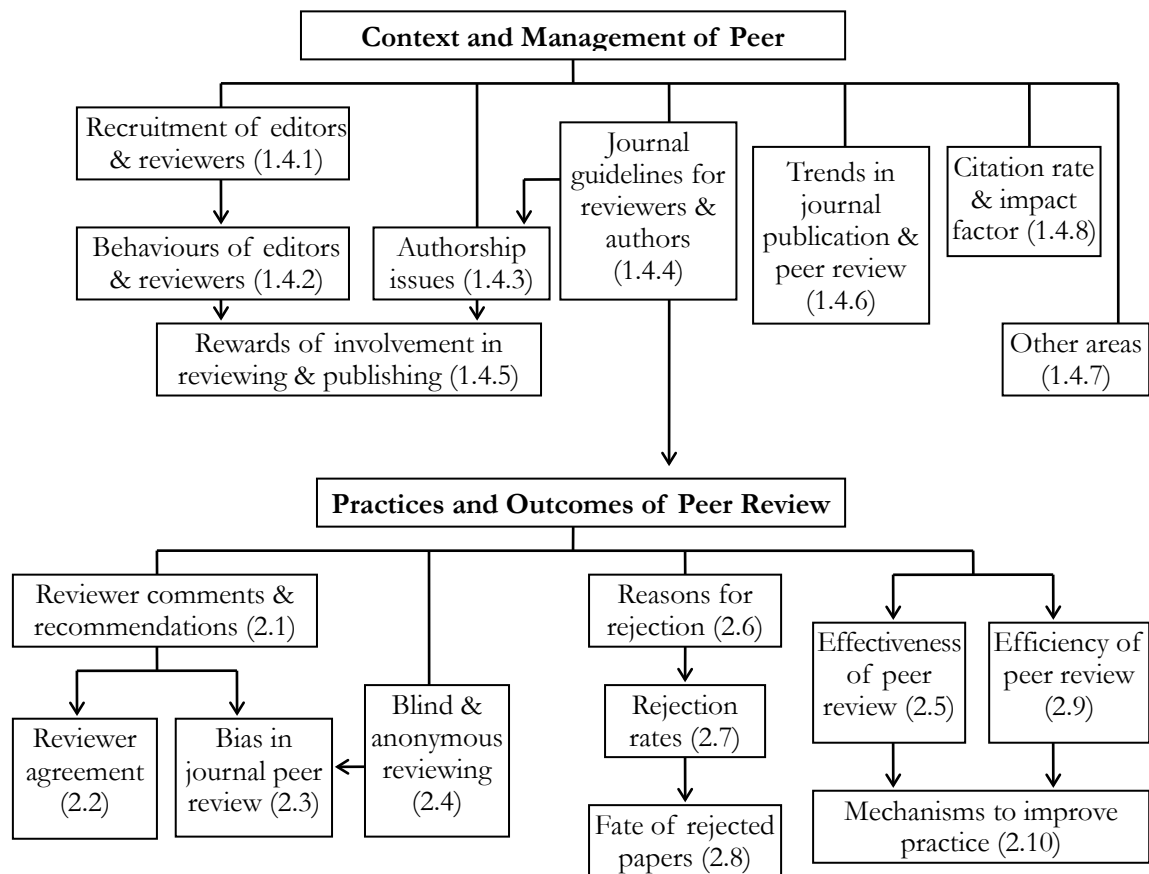 Context and Management of Peer
Recruitment of editors
& reviewers (1.4.1)
Behaviours of editors
& reviewers (1.4.2)
Authorship
issues (1.4.3)
Journal
guidelines for
reviewers &
authors
(1.4.4)
Rewards of involvement in
reviewing & publishing (1.4.5)
Trends in
journal
publication &
peer review
(1.4.6)
Citation rate
& impact
factor (1.4.8)
Other areas
(1.4.7)
Practices and Outcomes of Peer Review
Reviewer comments &
recommendations (2.1)
Reviewer
agreement
(2.2)
Bias in
journal peer
review (2.3)
Blind &
anonymous
reviewing
(2.4)
Reasons for
rejection (2.6)
Rejection
rates (2.7)
Fate of rejected
papers (2.8)
Effectiveness
of peer
review (2.5)
Efficiency of
peer review
(2.9)
Mechanisms to improve
practice (2.10)